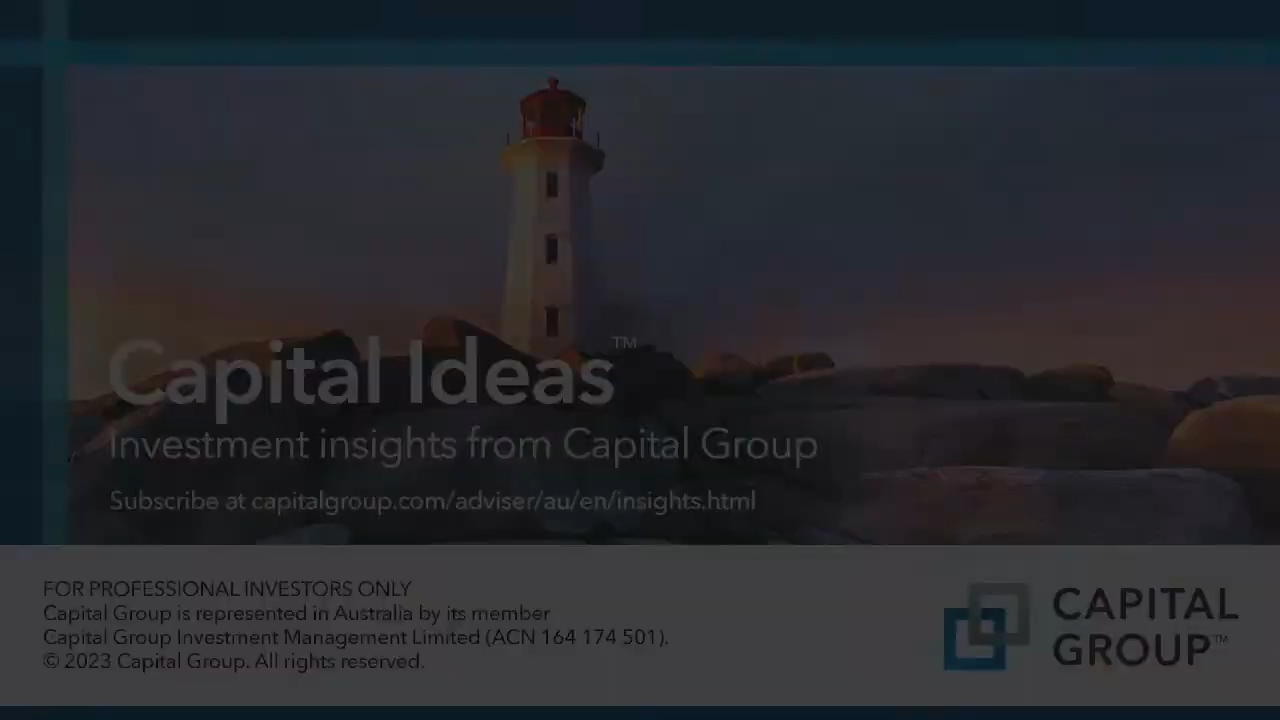 Capital Ideas™
Investment insights from Capital Group
Subscribe at capitalgroup.com/adviser/au/en/insights.html
FOR PROFESSIONAL INVESTORS ONLY
Capital Group is represented in Australia by its member
Capital Group Investment Management Limited (ACN 164 174 501).
© 2023 Capital Group. All rights reserved.
CAPITAL
GROUP™